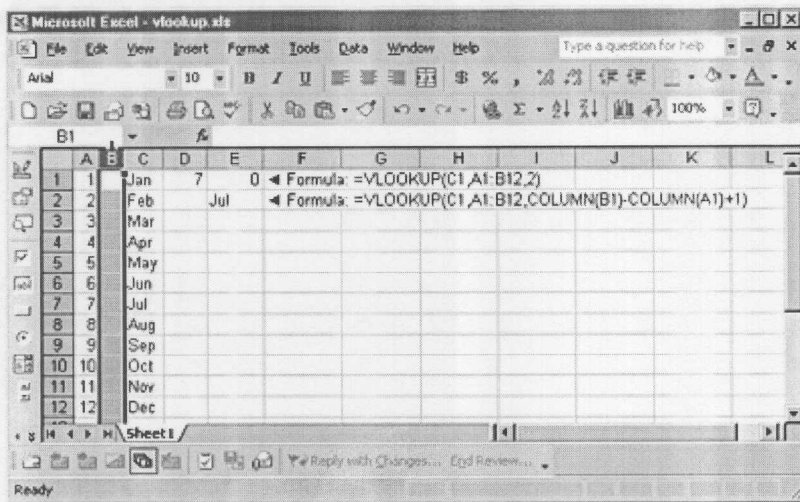 Microsoft Excel - vlookup.xls
File Edit View Insert Format Tools Data Window Help Type a question for help
Arial 10 B I U $ % ,
Σ 100%
B1 fx
A B C D E F G H I J K L
1 1 Jan 7 0 ◄ Formula: =VLOOKUP(C1,A1:B12,2)
2 2 Feb Jul ◄ Formula: =VLOOKUP(C1,A1:B12,COLUMN(B1)-COLUMN(A1)+1)
3 3 Mar
4 4 Apr
5 5 May
6 6 Jun
7 7 Jul
8 8 Aug
9 9 Sep
10 10 Oct
11 11 Nov
12 12 Dec
Sheet1
Reply with Changes... End Review...
Ready